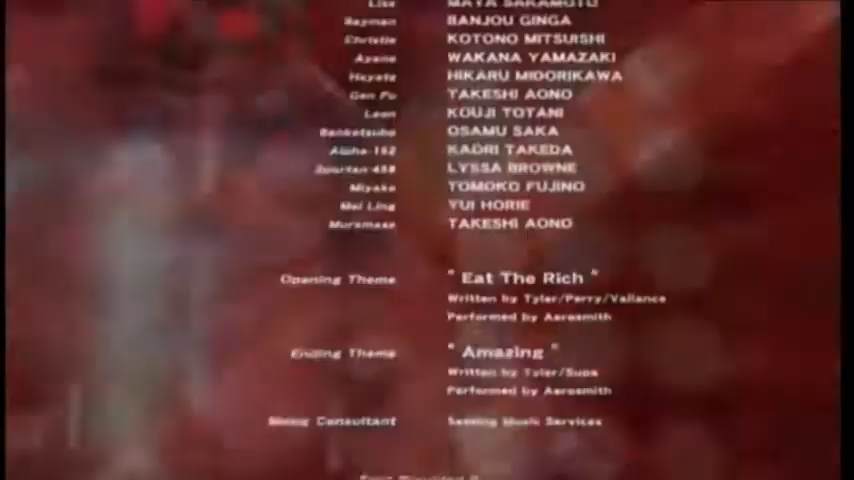 Lisa MAYA SAKAMOTO
Bayman BANJOU GINGA
Christie KOTONO MITSUISHI
Ayane WAKANA YAMAZAKI
Hayate HIKARU MIDORIKAWA
Gen Fu TAKESHI AONO
Leon KOUJI TOTANI
OSAMU SAKA
Alpha-152 KAORI TAKEDA
LYSSA BROWNE
Miyako TOMOKO FUJINO
Mei Ling YUI HORIE
Muramasa TAKESHI AONO
Opening Theme " Eat The Rich "
Written by Tyler/Perry/Vallance
Performed by Aerosmith
Ending Theme " Amazing "
Written by Tyler/Supa
Performed by Aerosmith
Consultant Music Services